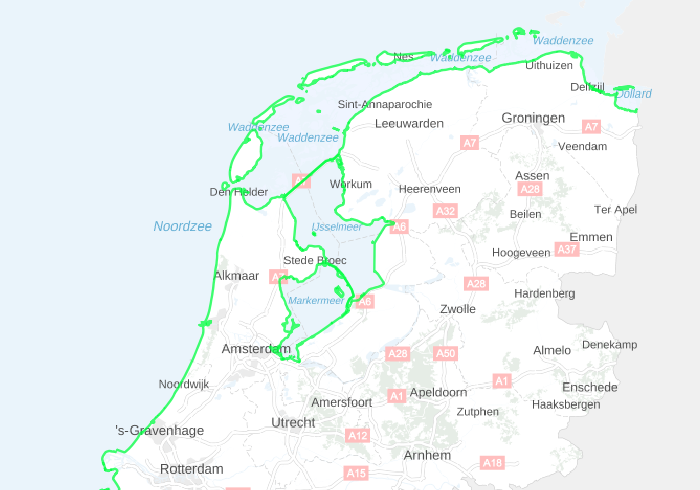 Waddenzee
Nes
Waddenzee
Uithuizen
Delfzijl
Dollard
Sint-Annaparochie
Leeuwarden
Groningen
Waddenzee
Waddenzee
A7
A7
Veendam
Assen
A28
Workum
Heerenveen
Den Helder
A32
Beilen
Ter Apel
Noordzee
IJsselmeer
A6
Emmen
Hoogeveen
A37
Stede Broec
Alkmaar
A28
Hardenberg
Markermeer
A6
Zwolle
Amsterdam
A28
A50
Almelo
Denekamp
Noordwijk
A1
A1
Enschede
Apeldoorn
Haaksbergen
Amersfoort
Zutphen
Utrecht
's-Gravenhage
A12
Arnhem
A18
Rotterdam
A15